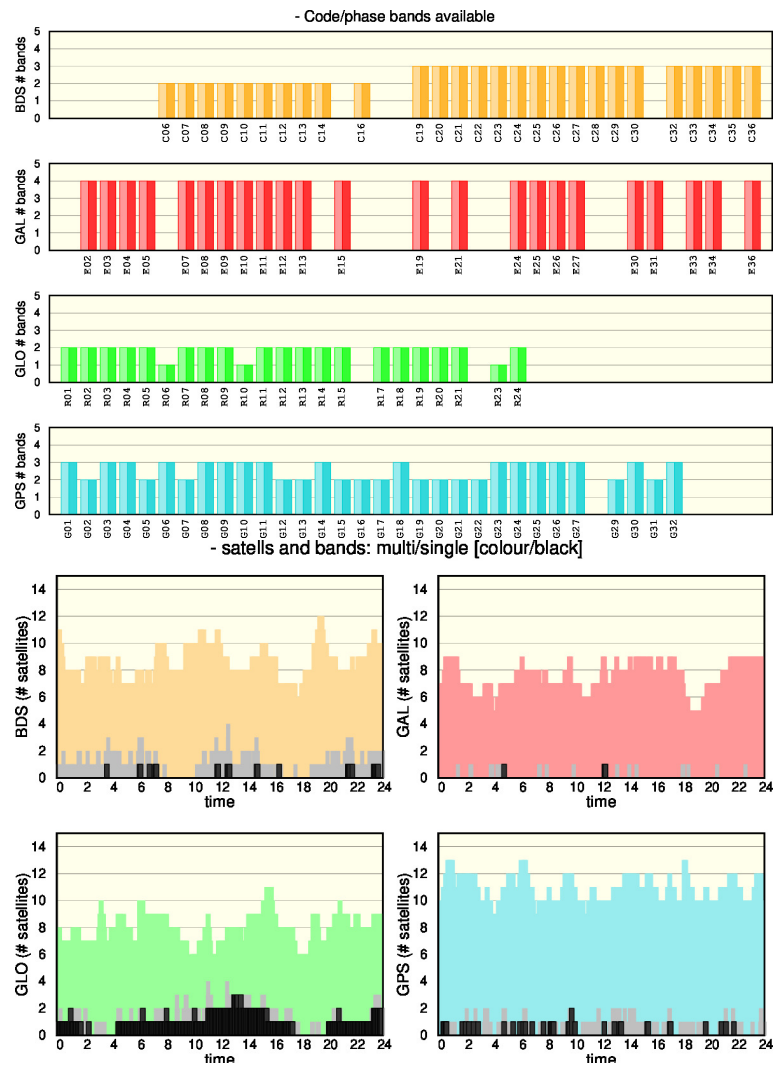 - Code/phase bands available
BDS # bands
5
4
3
2
1
0
C06 C07 C08 C09 C10 C11 C12 C13 C14 C16 C19 C20 C21 C22 C23 C24 C25 C26 C27 C28 C29 C30 C32 C33 C34 C35 C36
GAL # bands
5
4
3
2
1
0
E02 E03 E04 E05 E07 E08 E09 E10 E11 E12 E13 E15 E19 E21 E24 E25 E26 E27 E30 E31 E33 E34 E36
GLO # bands
5
4
3
2
1
0
R01 R02 R03 R04 R05 R06 R07 R08 R09 R10 R11 R12 R13 R14 R15 R17 R18 R19 R20 R21 R23 R24
GPS # bands
5
4
3
2
1
0
G01 G02 G03 G04 G05 G06 G07 G08 G09 G10 G11 G12 G13 G14 G15 G16 G17 G18 G19 G20 G21 G22 G23 G24 G25 G26 G27 G29 G30 G31 G32
- satells and bands: multi/single [colour/black]
BDS (# satellites)
14
12
10
8
6
4
2
0
0 2 4 6 8 10 12 14 16 18 20 22 24
time
GAL (# satellites)
14
12
10
8
6
4
2
0
0 2 4 6 8 10 12 14 16 18 20 22 24
time
GLO (# satellites)
14
12
10
8
6
4
2
0
0 2 4 6 8 10 12 14 16 18 20 22 24
time
GPS (# satellites)
14
12
10
8
6
4
2
0
0 2 4 6 8 10 12 14 16 18 20 22 24
time